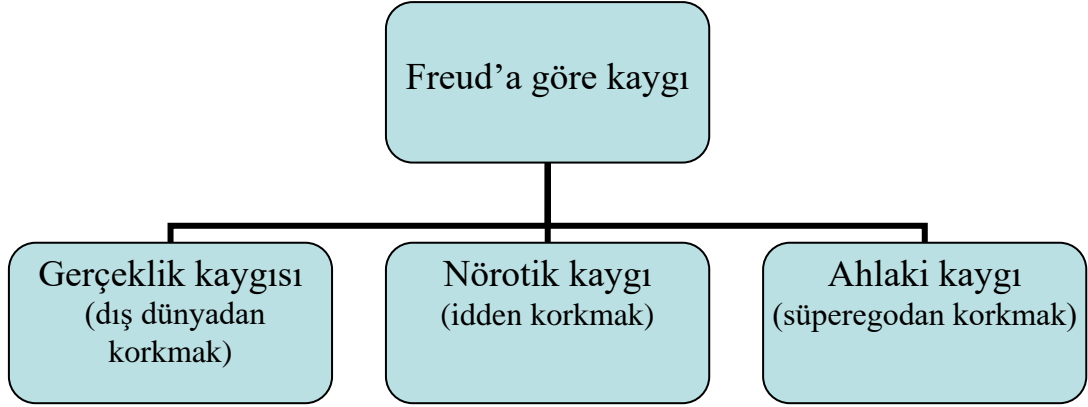 Freud’a göre kaygı
Gerçeklik kaygısı
(dış dünyadan
korkmak)
Nörotik kaygı
(idden korkmak)
Ahlaki kaygı
(süperegodan korkmak)